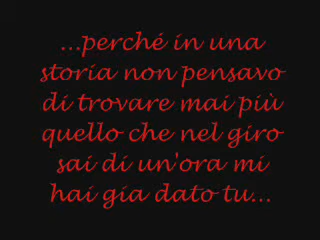 ...perché in una
storia non pensavo
di trovare mai più
quello che nel giro
sai di un'ora mi
hai gia dato tu...